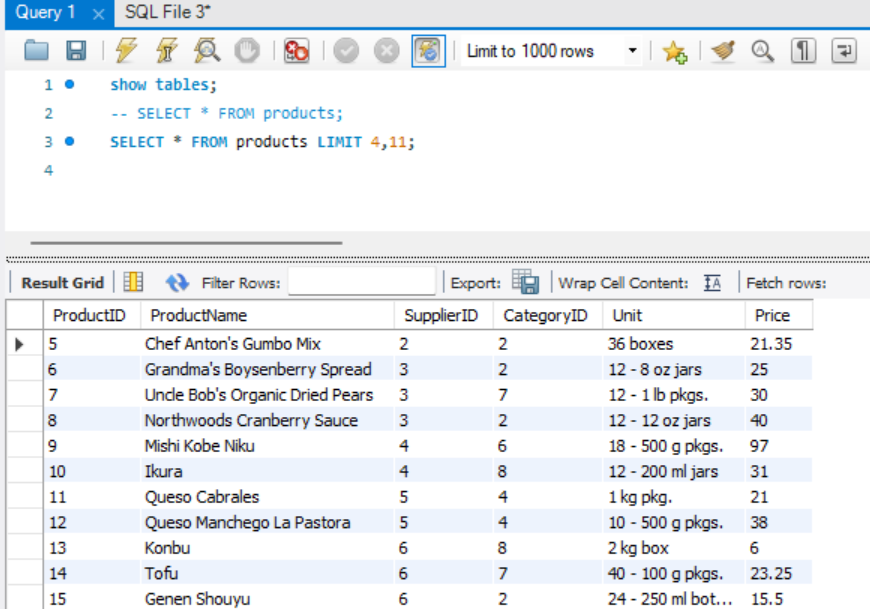 Query 1 × SQL File 3*
Limit to 1000 rows
1 show tables;
2 -- SELECT * FROM products;
3 SELECT * FROM products LIMIT 4,11;
4
Result Grid Filter Rows: Export: Wrap Cell Content: Fetch rows:
ProductID ProductName SupplierID CategoryID Unit Price
5 Chef Anton's Gumbo Mix 2 2 36 boxes 21.35
6 Grandma's Boysenberry Spread 3 2 12 - 8 oz jars 25
7 Uncle Bob's Organic Dried Pears 3 7 12 - 1 lb pkgs. 30
8 Northwoods Cranberry Sauce 3 2 12 - 12 oz jars 40
9 Mishi Kobe Niku 4 6 18 - 500 g pkgs. 97
10 Ikura 4 8 12 - 200 ml jars 31
11 Queso Cabrales 5 4 1 kg pkg. 21
12 Queso Manchego La Pastora 5 4 10 - 500 g pkgs. 38
13 Konbu 6 8 2 kg box 6
14 Tofu 6 7 40 - 100 g pkgs. 23.25
15 Genen Shouyu 6 2 24 - 250 ml bot... 15.5